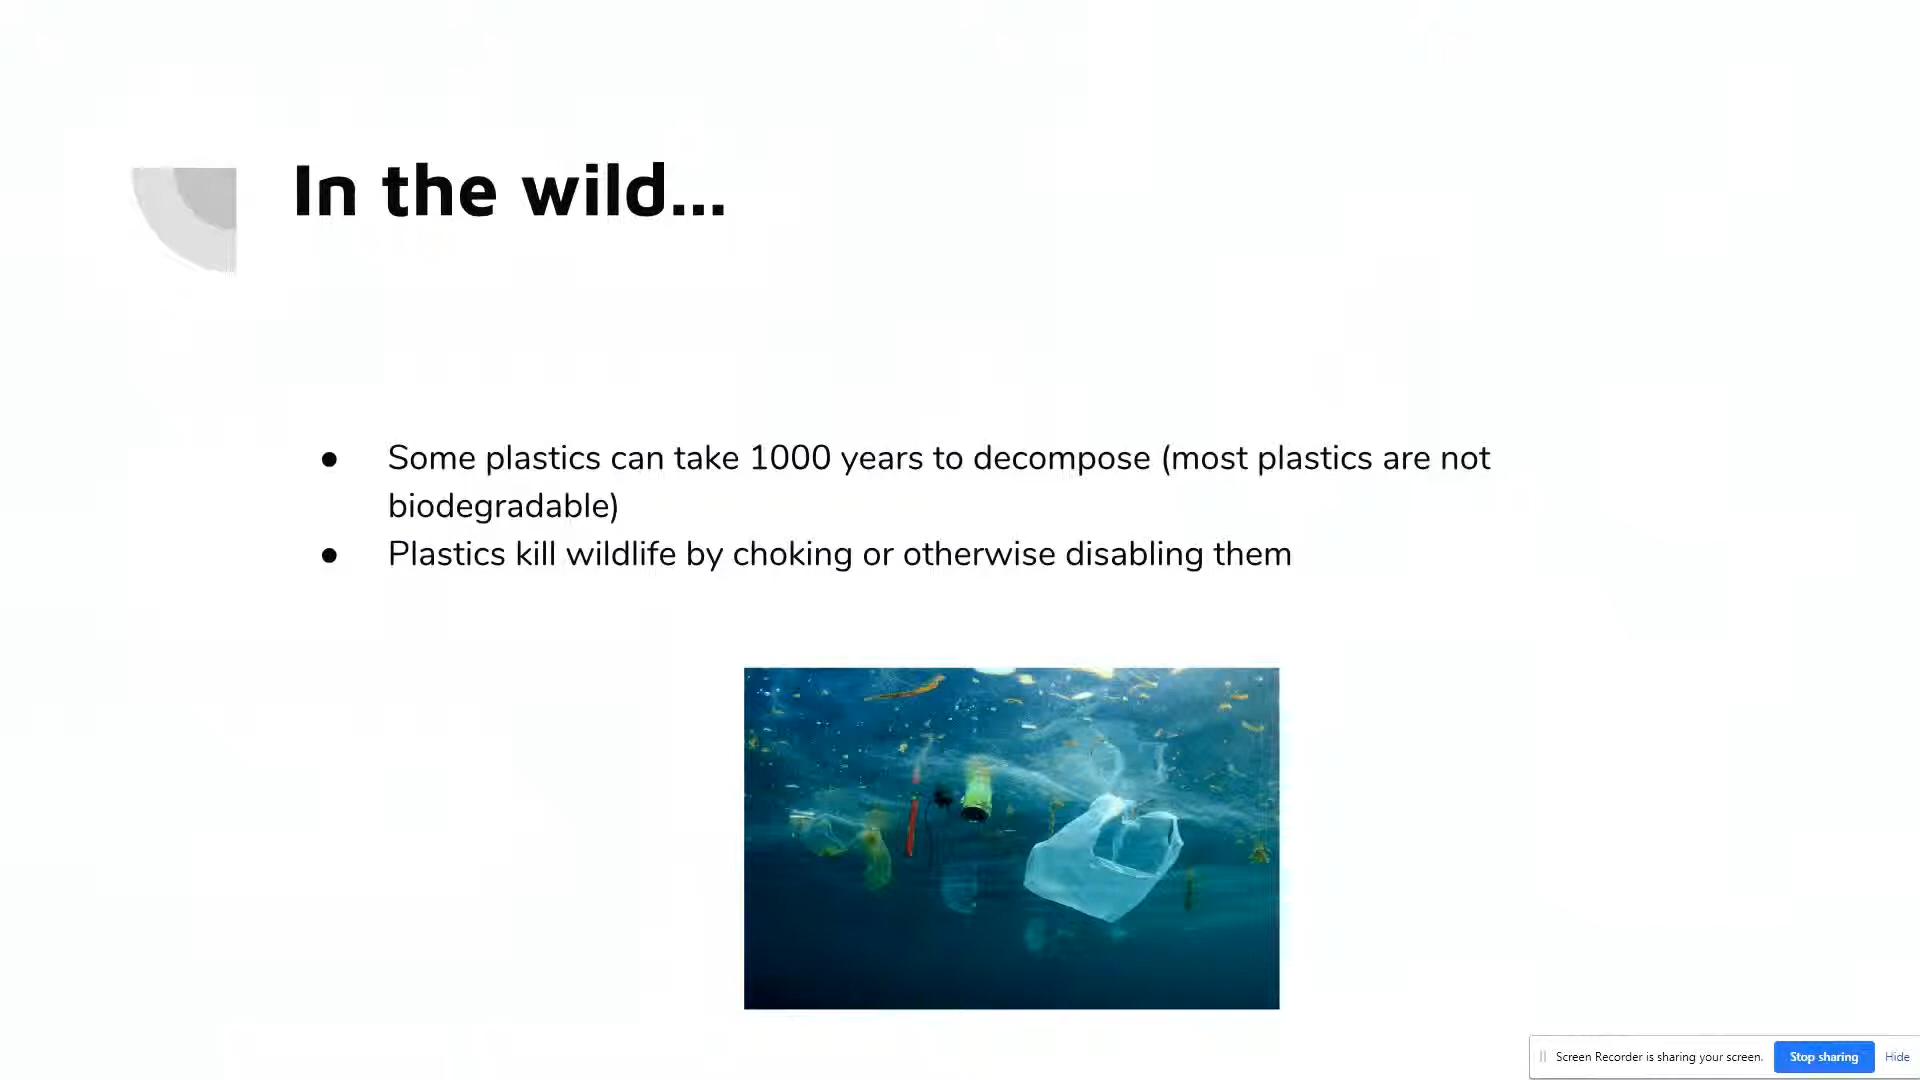 In the wild...
● Some plastics can take 1000 years to decompose (most plastics are not
biodegradable)
● Plastics kill wildlife by choking or otherwise disabling them
Screen Recorder is sharing your screen. Stop sharing Hide